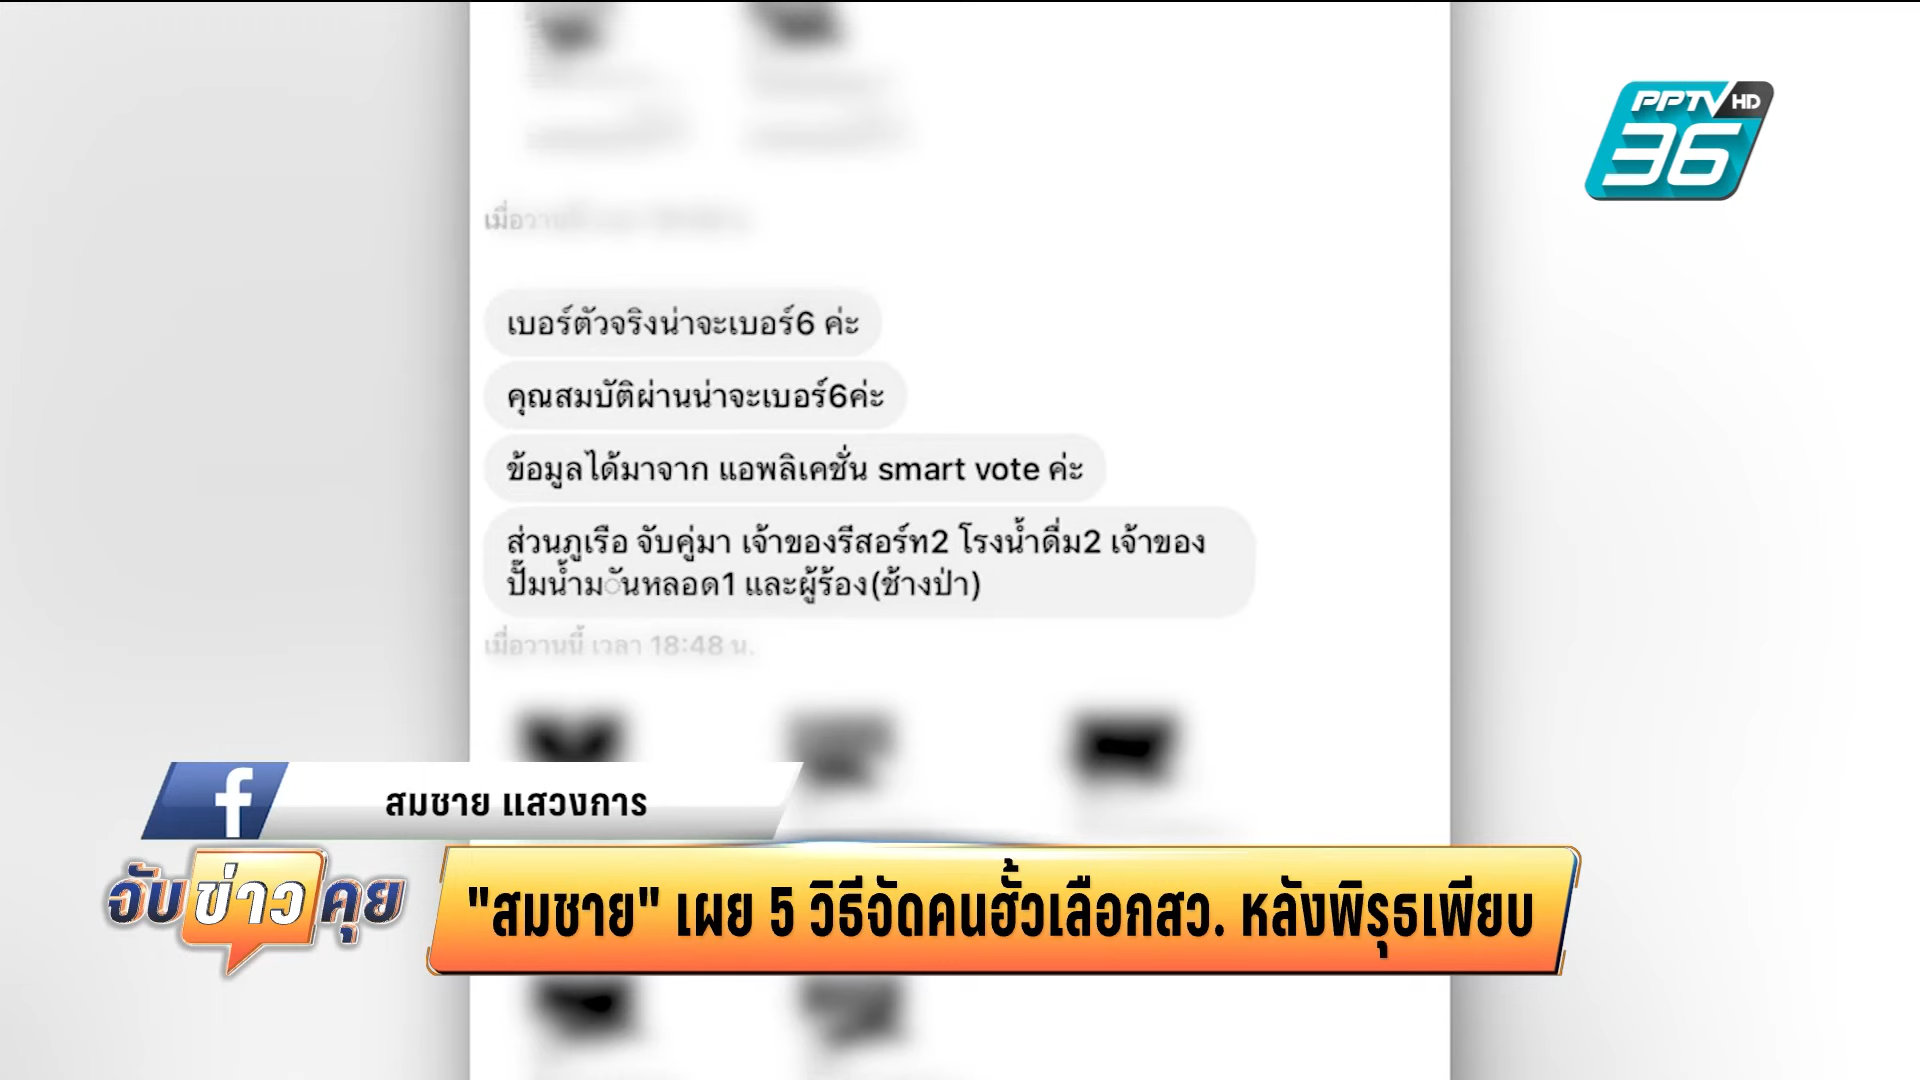 PPTV HD
36
เมื่อวานนี้
เบอร์ตัวจริงน่าจะเบอร์6 ค่ะ
คุณสมบัติผ่านน่าจะเบอร์6ค่ะ
ข้อมูลได้มาจาก แอพลิเคชั่น smart vote ค่ะ
ส่วนภูเรือ จับคู่มา เจ้าของรีสอร์ท2 โรงน้ำดื่ม2 เจ้าของ
ปั๊มน้ำมัันหลอด1 และผู้ร้อง(ช้างป่า)
เมื่อวานนี้ เวลา 18:48 น.
f สมชาย แสวงการ
จับข่าวคุย
"สมชาย" เผย 5 วิธีจัดคนฮั้วเลือกสว. หลังพิรุธเพียบ